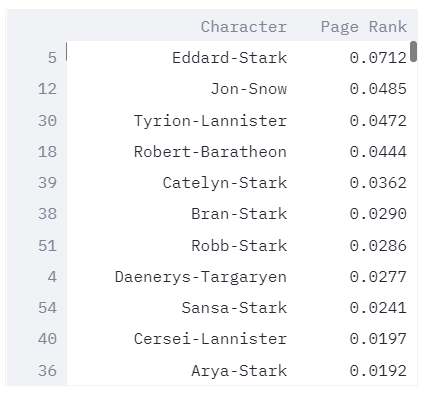 Character Page Rank
5 Eddard-Stark 0.0712
12 Jon-Snow 0.0485
30 Tyrion-Lannister 0.0472
18 Robert-Baratheon 0.0444
39 Catelyn-Stark 0.0362
38 Bran-Stark 0.0290
51 Robb-Stark 0.0286
4 Daenerys-Targaryen 0.0277
54 Sansa-Stark 0.0241
40 Cersei-Lannister 0.0197
36 Arya-Stark 0.0192